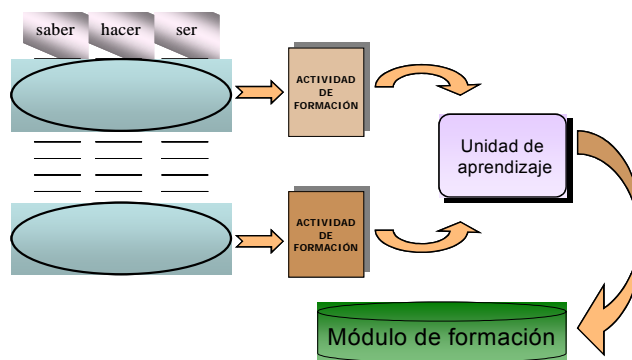 saber hacer ser
ACTIVIDAD
DE
FORMACIÓN
Unidad de
aprendizaje
ACTIVIDAD
DE
FORMACIÓN
Módulo de formación